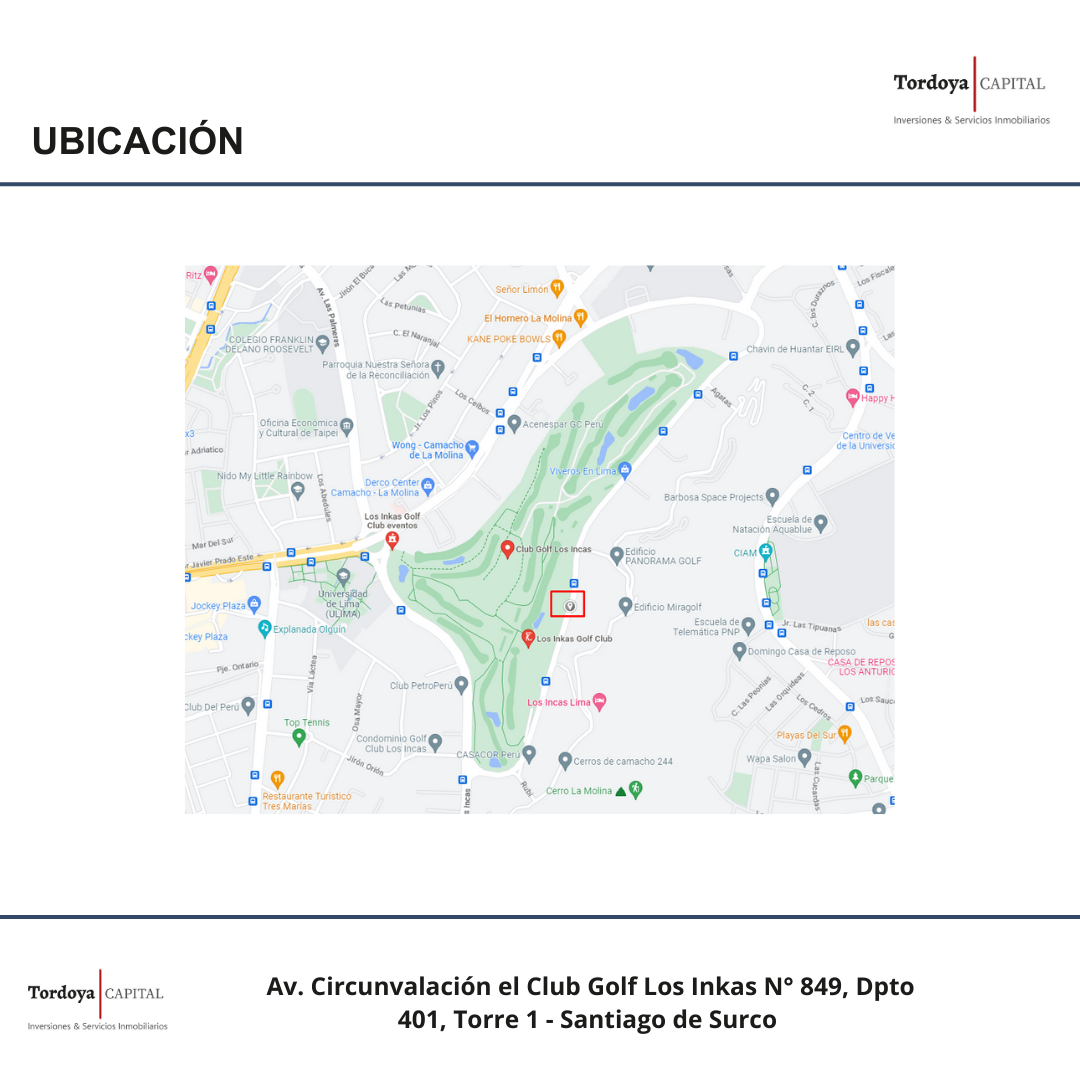 Tordoya CAPITAL
Inversiones & Servicios Inmobiliarios
UBICACIÓN
Ritz
Jirón El Buc
Las
Señor Limón
Los Fiscale
Av. Las Palmeras
Las Petunias
C. los Duraznos
El Hornero La Molina
COLEGIO FRANKLIN
DELANO ROOSEVELT
C. El Naranjal
KANE POKE BOWLS
Chavin de Huantar EIRL
Parroquia Nuestra Señora
de la Reconciliación
Los Ceibos
Jr. Los Pinos
Agatas
C. 2
C. 1
Happy H
Oficina Económica
y Cultural de Taipei
Acenespar GC Perú
x3
Centro de Ve
de la Universid
Wong - Camacho
de La Molina
r Adriatico
Nido My Little Rainbow
Los Abedules
Viveros En Lima
Derco Center
Camacho - La Molina
Barbosa Space Projects
Los Inkas Golf
Club eventos
Escuela de
Natación Aquablue
Mar Del Sur
Club Golf Los Incas
Edificio
PANORAMA GOLF
CIAM
Javier Prado Este
Universidad
de Lima
(ULIMA)
Jockey Plaza
Edificio Miragolf
Explanada Olguin
ckey Plaza
Los Inkas Golf Club
Escuela de
Telemática PNP
Jr. Las Tipuanas
las cas
Domingo Casa de Reposo
CASA DE REPOS
LOS ANTURIO
Pje. Ontario
Vía Láctea
Club PetroPerú
Osa Mayor
Los Incas Lima
C. Las Peonías
Las Orquideas
Los Cedros
Los Sauc
Club Del Perú
Top Tennis
Condominio Golf
Club Los Incas
Playas Del Sur
CASACOR Perú
Jirón Orión
Cerros de camacho 244
Wapa Salon
Las Cucardas
Parque
Rubí
s Incas
Cerro La Molina
Restaurante Turístico
Tres Marías
Tordoya CAPITAL
Inversiones & Servicios Inmobiliarios
Av. Circunvalación el Club Golf Los Inkas N° 849, Dpto
401, Torre 1 - Santiago de Surco